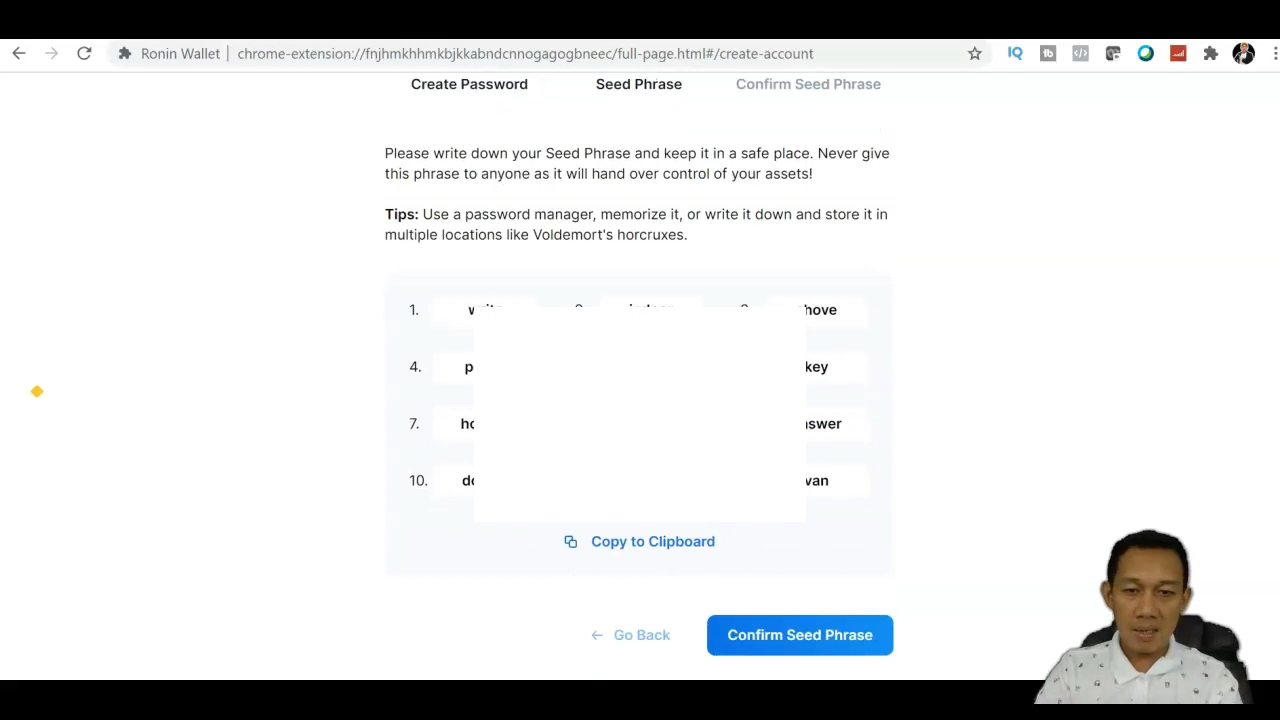 Ronin Wallet | chrome-extension://fnjhmkhhmkbjkkabndcnnogagogbneec/full-page.html#/create-account
Create Password Seed Phrase Confirm Seed Phrase
Please write down your Seed Phrase and keep it in a safe place. Never give
this phrase to anyone as it will hand over control of your assets!
Tips: Use a password manager, memorize it, or write it down and store it in
multiple locations like Voldemort's horcruxes.
1.
4.
7.
10.
Copy to Clipboard
← Go Back Confirm Seed Phrase